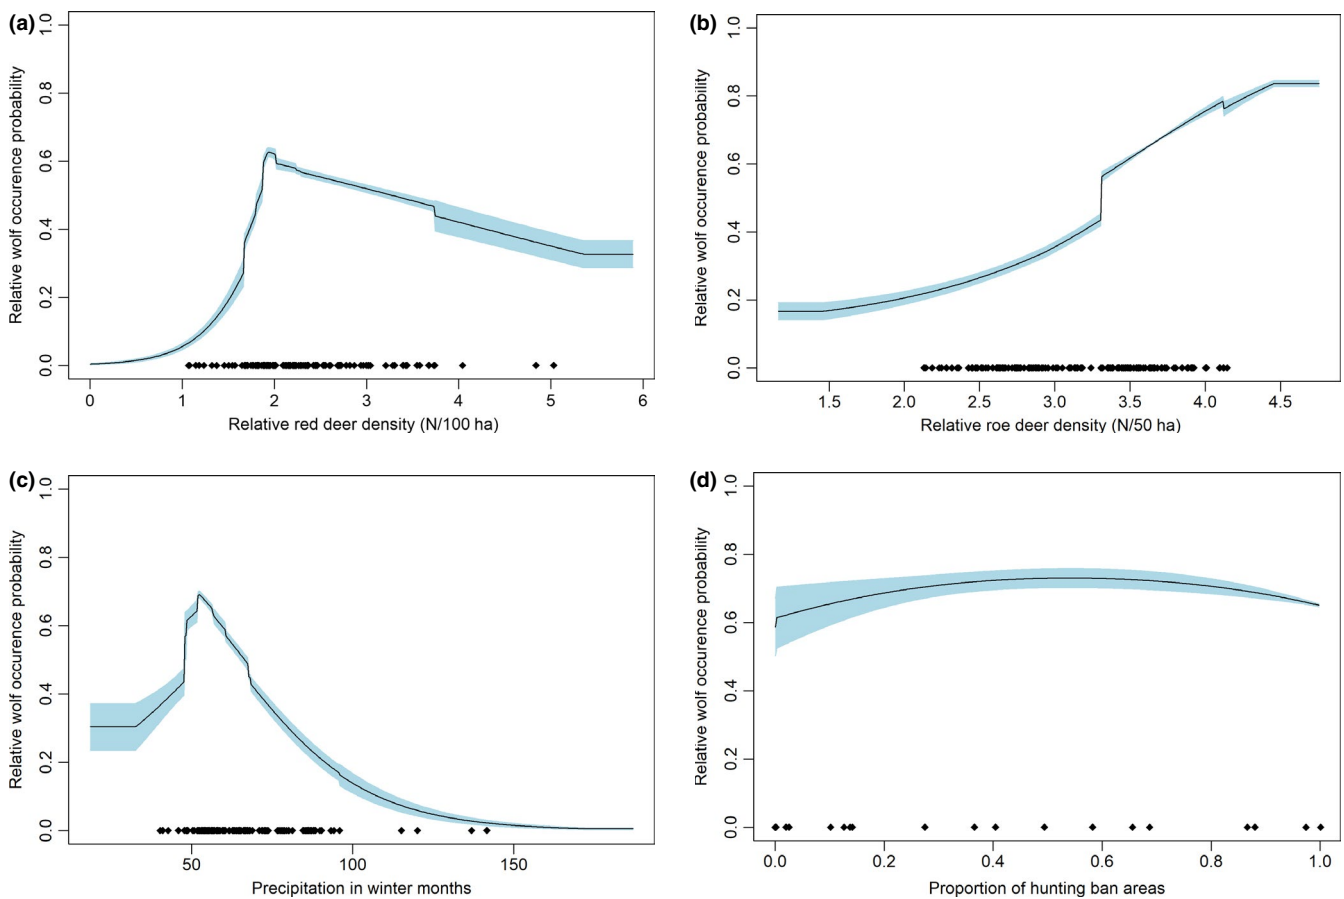 (a)
Relative wolf occurence probability
1.0
0.8
0.6
0.4
0.2
0.0
0 1 2 3 4 5 6
Relative red deer density (N/100 ha)
(b)
Relative wolf occurence probability
1.0
0.8
0.6
0.4
0.2
0.0
1.5 2.0 2.5 3.0 3.5 4.0 4.5
Relative roe deer density (N/50 ha)
(c)
Relative wolf occurence probability
1.0
0.8
0.6
0.4
0.2
0.0
50 100 150
Precipitation in winter months
(d)
Relative wolf occurence probability
1.0
0.8
0.6
0.4
0.2
0.0
0.0 0.2 0.4 0.6 0.8 1.0
Proportion of hunting ban areas